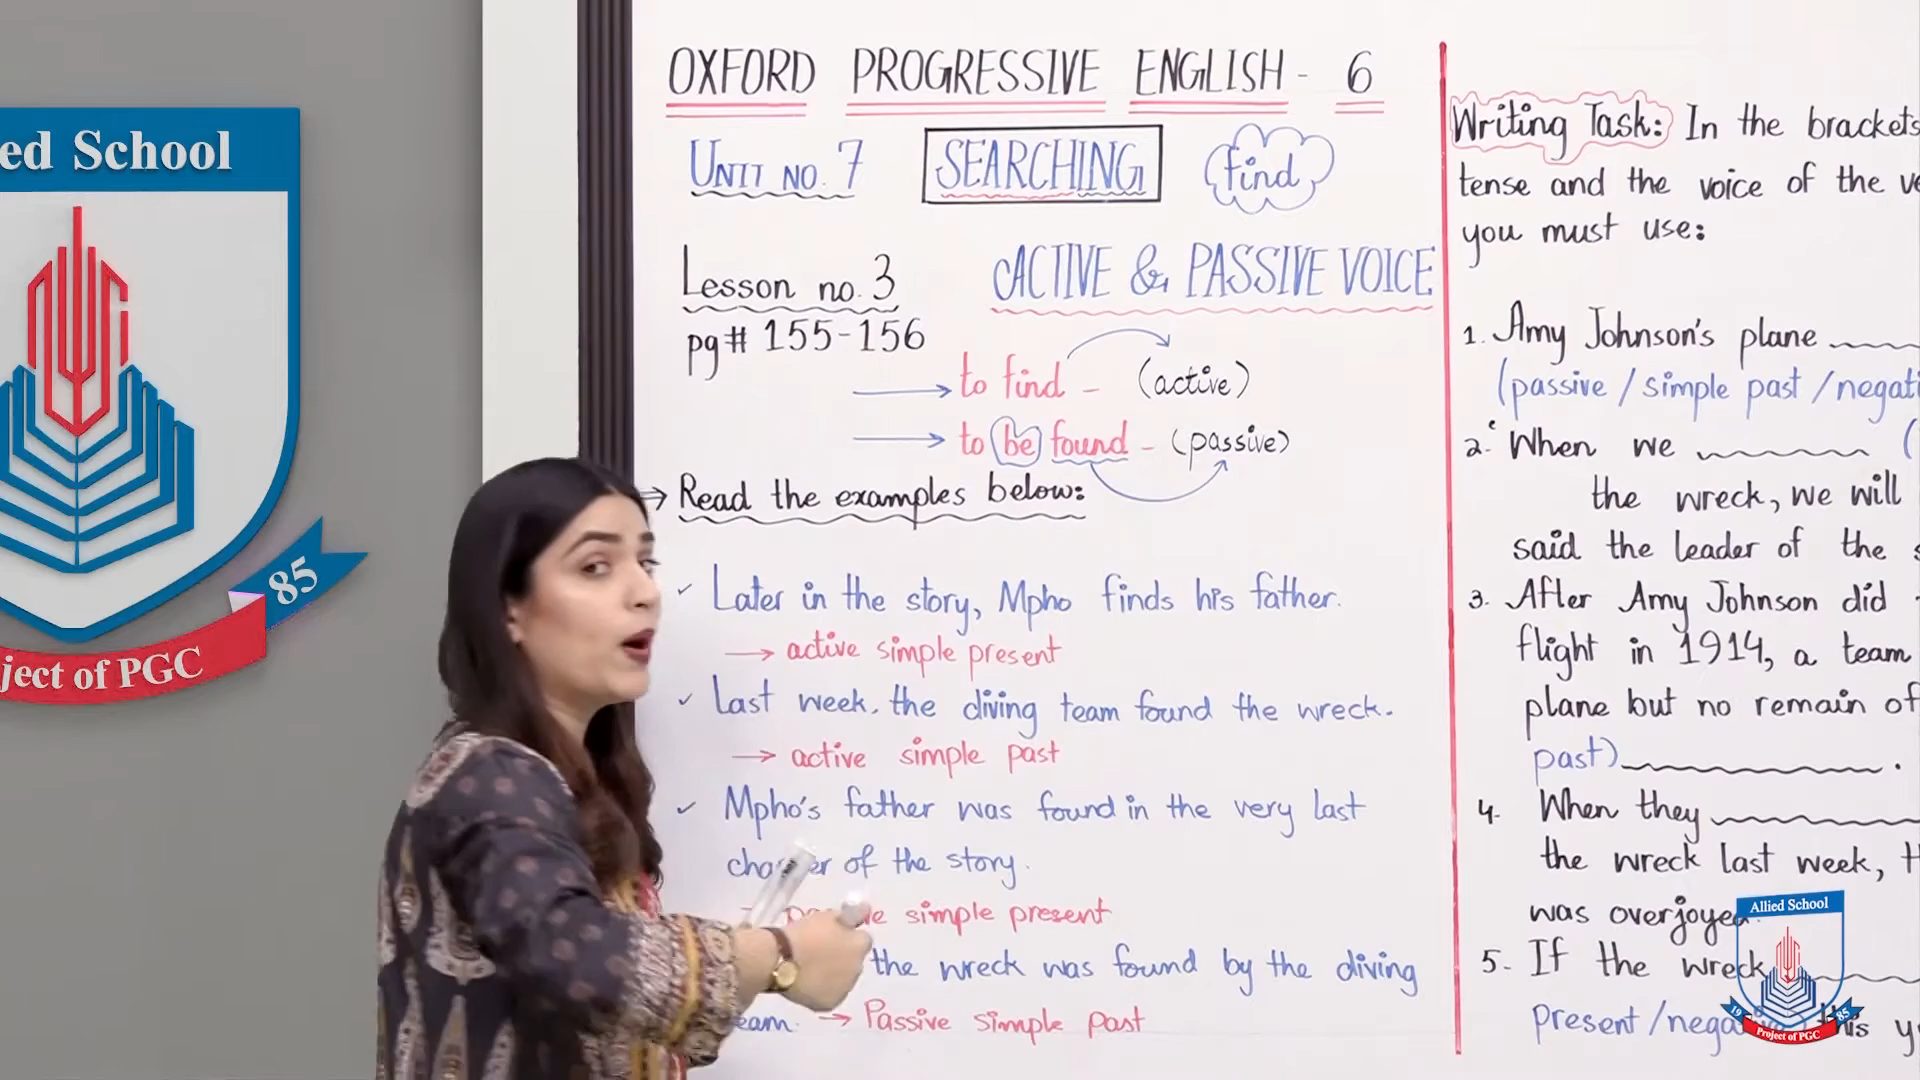 OXFORD PROGRESSIVE ENGLISH - 6
UNIT NO. 7
SEARCHING
find
Lesson no. 3
pg# 155-156
ACTIVE & PASSIVE VOICE
to find - (active)
to be found - (passive)
⇒ Read the examples below:
✓ Later in the story, Mpho finds his father.
→ active simple present
✓ Last week, the diving team found the wreck.
→ active simple past
✓ Mpho's father was found in the very last
of the story.
simple present
the wreck was found by the diving
→ Passive simple past
Writing Task: In the brackets
tense and the voice of the
you must use:
1. Amy Johnson's plane
(passive / simple past /
2. When we
the wreck, we will
said the leader of the
3. After Amy Johnson did
flight in 1914, a team
plane but no remain of
past) .
4. When they
the wreck last week,
was
5- If the wreck
present /
School
85
of PGC
Allied School
19 85
Project of PGC